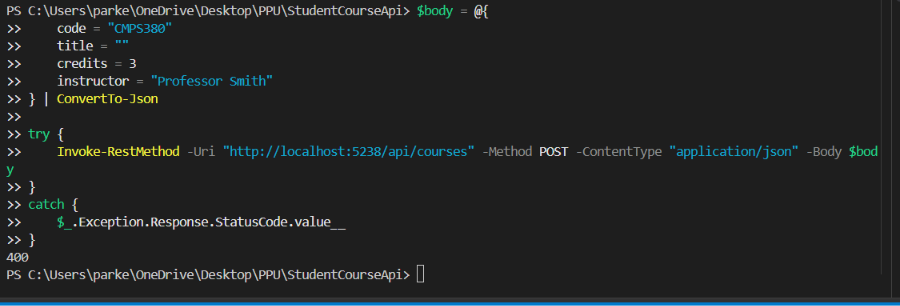 PS C:\Users\parke\OneDrive\Desktop\PPU\StudentCourseApi> $body = @{
>>     code = "CMPS380"
>>     title = ""
>>     credits = 3
>>     instructor = "Professor Smith"
>> } | ConvertTo-Json
>>
>> try {
>>     Invoke-RestMethod -Uri "http://localhost:5238/api/courses" -Method POST -ContentType "application/json" -Body $bod
y
>> }
>> catch {
>>     $_.Exception.Response.StatusCode.value__
>> }
400
PS C:\Users\parke\OneDrive\Desktop\PPU\StudentCourseApi>